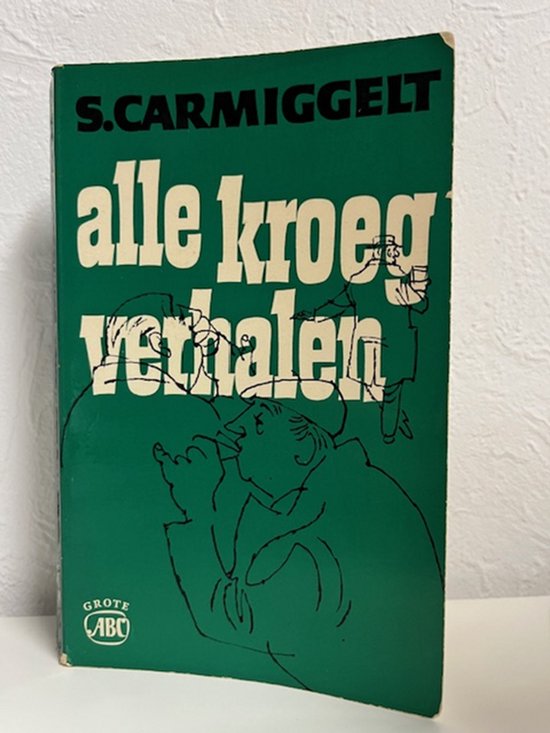 S.CARMIGGELT
alle kroeg
verhalen
GROTE
ABC